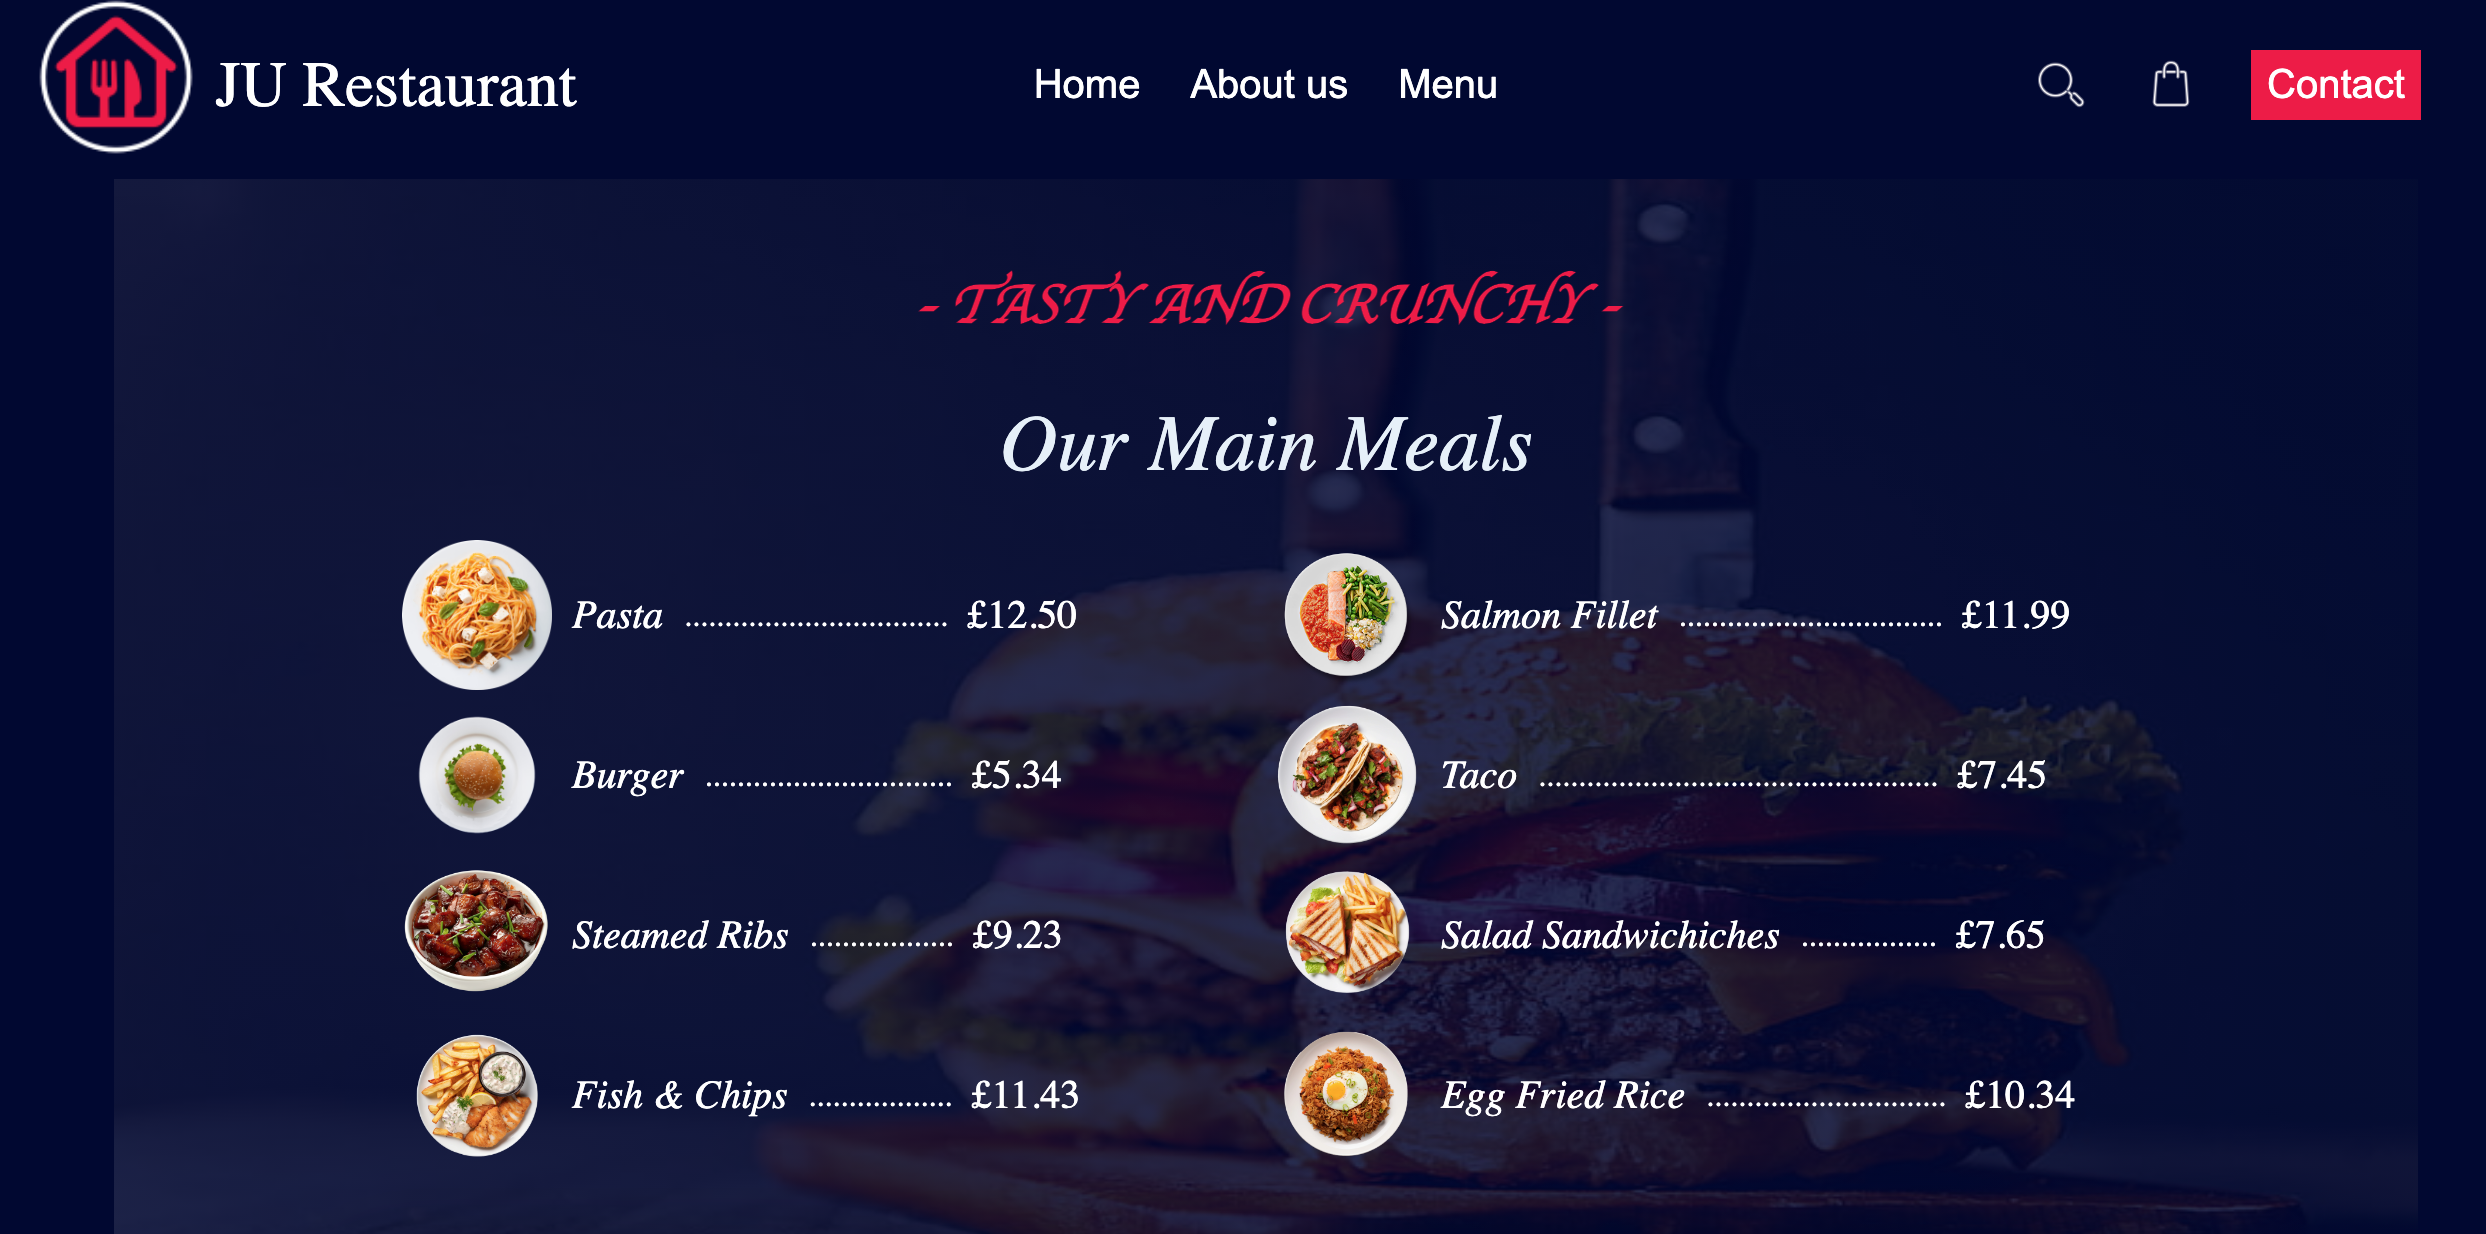 JU Restaurant
Home About us Menu
Contact
- TASTY AND CRUNCHY -
Our Main Meals
Pasta ................................. £12.50
Salmon Fillet ................................. £11.99
Burger ............................... £5.34
Taco .................................................. £7.45
Steamed Ribs .................. £9.23
Salad Sandwichiches ................. £7.65
Fish & Chips .................. £11.43
Egg Fried Rice .............................. £10.34